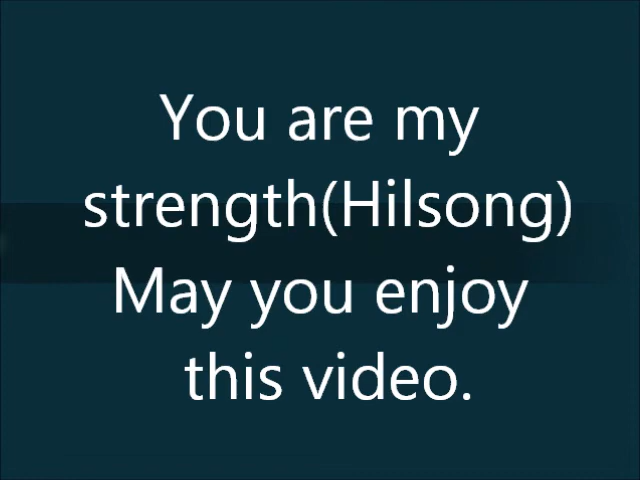 You are my
strength(Hilsong)
May you enjoy
this video.